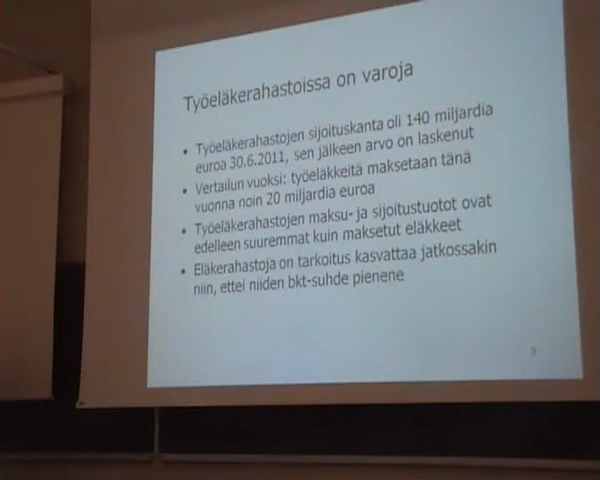 Työeläkerahastoissa on varoja
• Työeläkerahastojen sijoituskanta oli 140 miljardia
euroa 30.6.2011, sen jälkeen arvo on laskenut
• Vertailun vuoksi: työeläkkeitä maksetaan tänä
vuonna noin 20 miljardia euroa
• Työeläkerahastojen maksu- ja sijoitustuotot ovat
edelleen suuremmat kuin maksetut eläkkeet
• Eläkerahastoja on tarkoitus kasvattaa jatkossakin
niin, ettei niiden bkt-suhde pienene